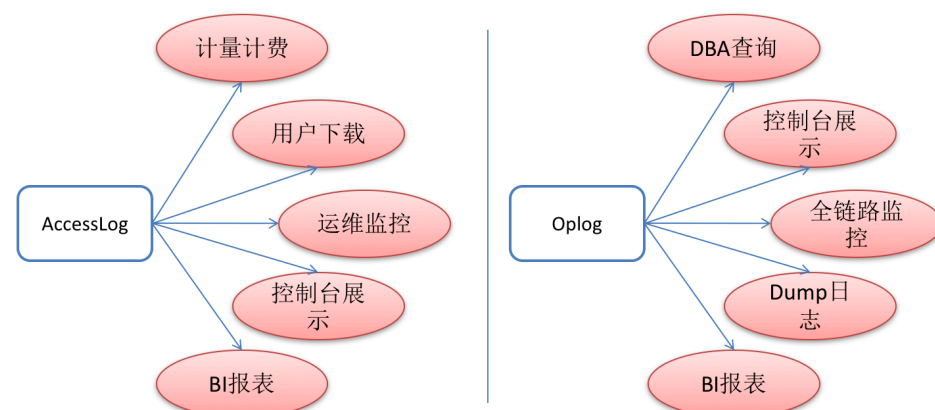 计量计费
用户下载
AccessLog
运维监控
控制台展
示
BI报表
DBA查询
控制台展
示
Oplog
全链路监
控
Dump日
志
BI报表